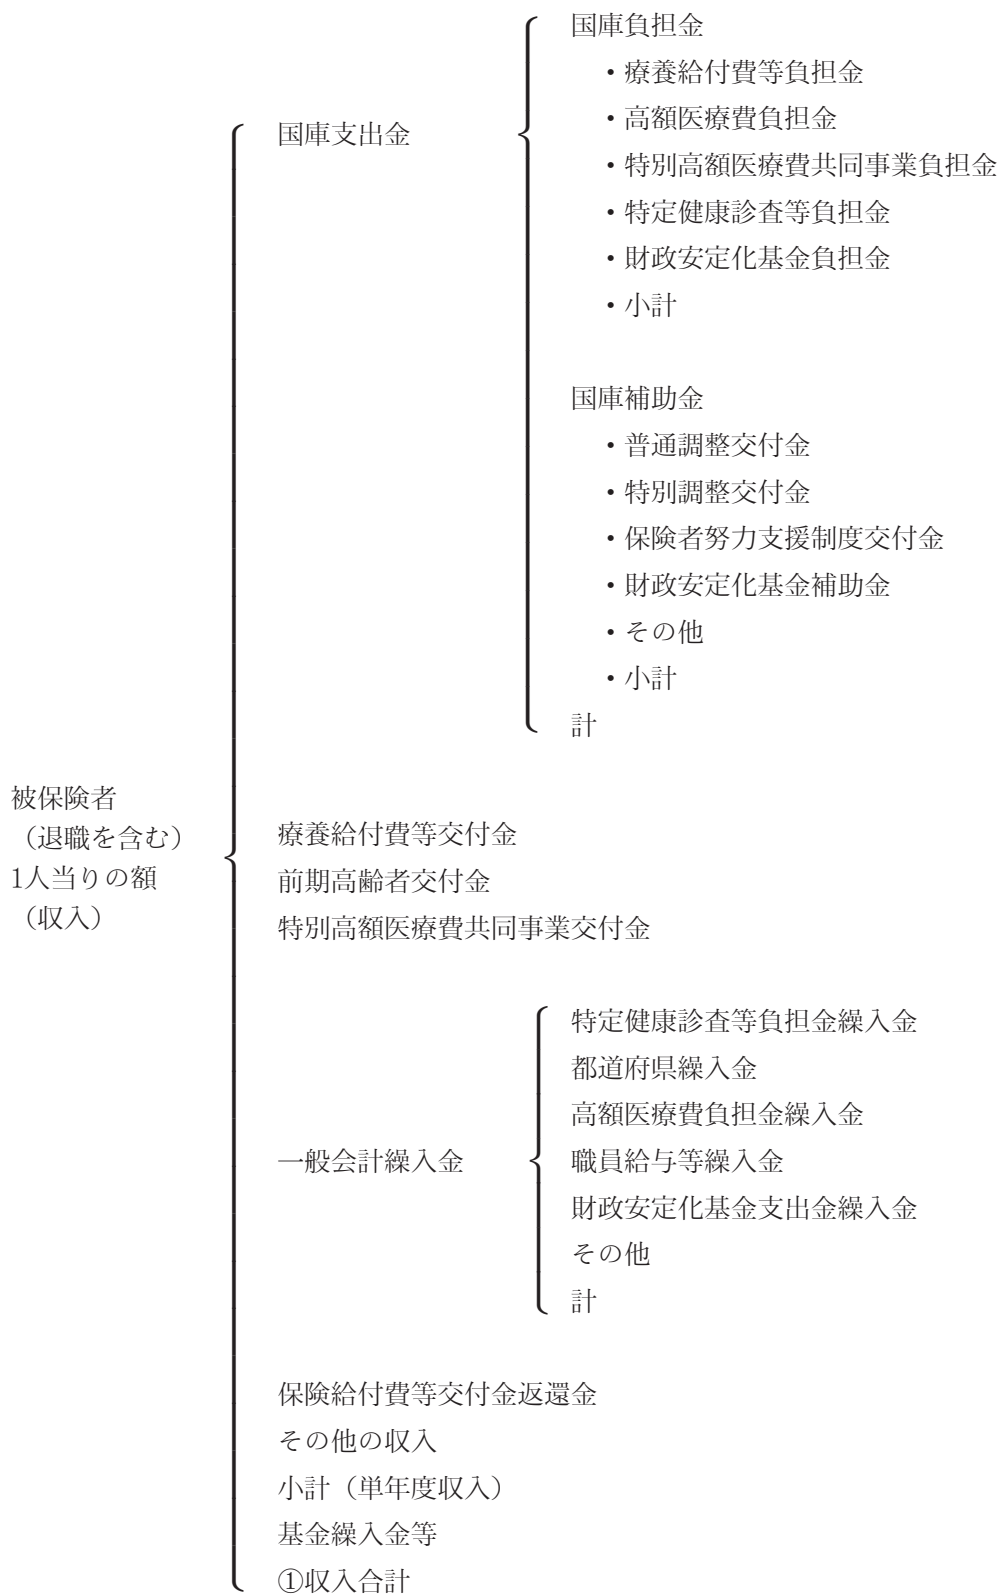 国庫負担金
・療養給付費等負担金
・高額医療費負担金
国庫支出金
・特別高額医療費共同事業負担金
・特定健康診査等負担金
・財政安定化基金負担金
・小計
国庫補助金
・普通調整交付金
・特別調整交付金
・保険者努力支援制度交付金
・財政安定化基金補助金
・その他
・小計
計
被保険者
（退職を含む）
1人当りの額
（収入）
療養給付費等交付金
前期高齢者交付金
特別高額医療費共同事業交付金
特定健康診査等負担金繰入金
都道府県繰入金
高額医療費負担金繰入金
一般会計繰入金
職員給与等繰入金
財政安定化基金支出金繰入金
その他
計
保険給付費等交付金返還金
その他の収入
小計（単年度収入）
基金繰入金等
①収入合計